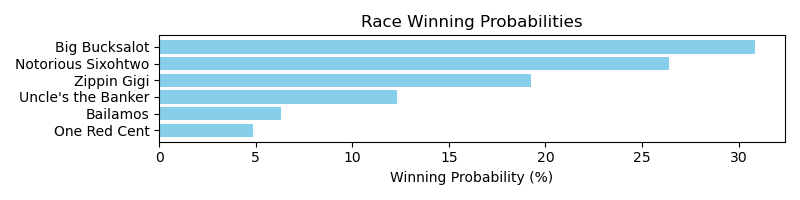 Race Winning Probabilities
Big Bucksalot
Notorious Sixohtwo
Zippin Gigi
Uncle's the Banker
Bailamos
One Red Cent
0 5 10 15 20 25 30
Winning Probability (%)